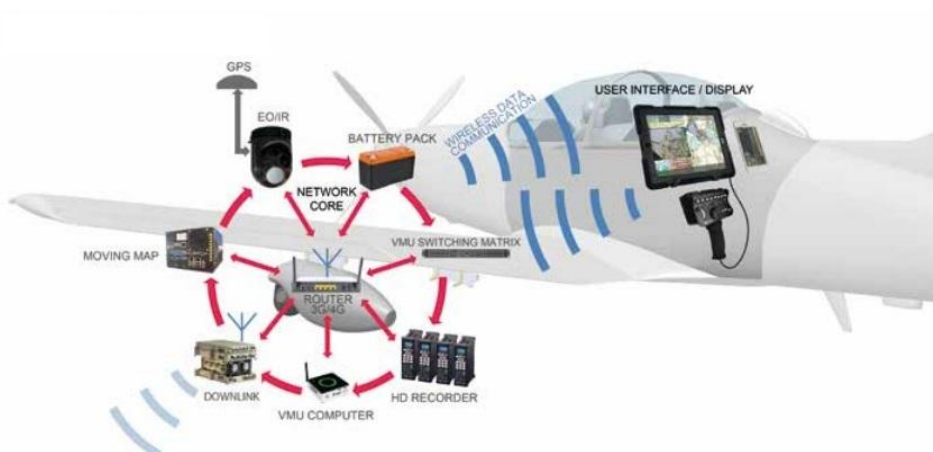 GPS
EO/IR
BATTERY PACK
WIRELESS DATA
COMMUNICATION
USER INTERFACE / DISPLAY
NETWORK
CORE
MOVING MAP
VMU SWITCHING MATRIX
ROUTER
3G/4G
DOWNLINK
VMU COMPUTER
HD RECORDER